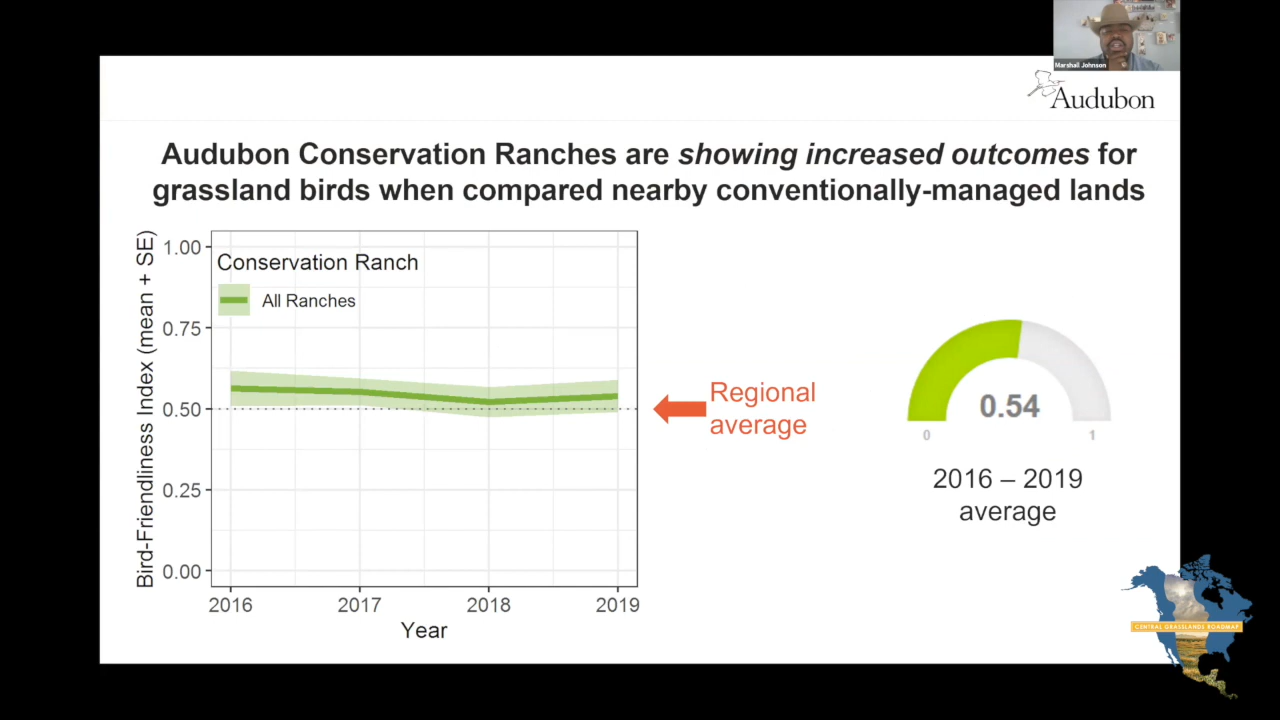 Marshall Johnson
Audubon
Audubon Conservation Ranches are showing increased outcomes for
grassland birds when compared nearby conventionally-managed lands
Bird-Friendliness Index (mean + SE)
1.00
0.75
0.50
0.25
0.00
Conservation Ranch
All Ranches
2016
2017
2018
2019
Year
Regional
average
0.54
0
1
2016 – 2019
average
CENTRAL GRASSLANDS ROADMAP